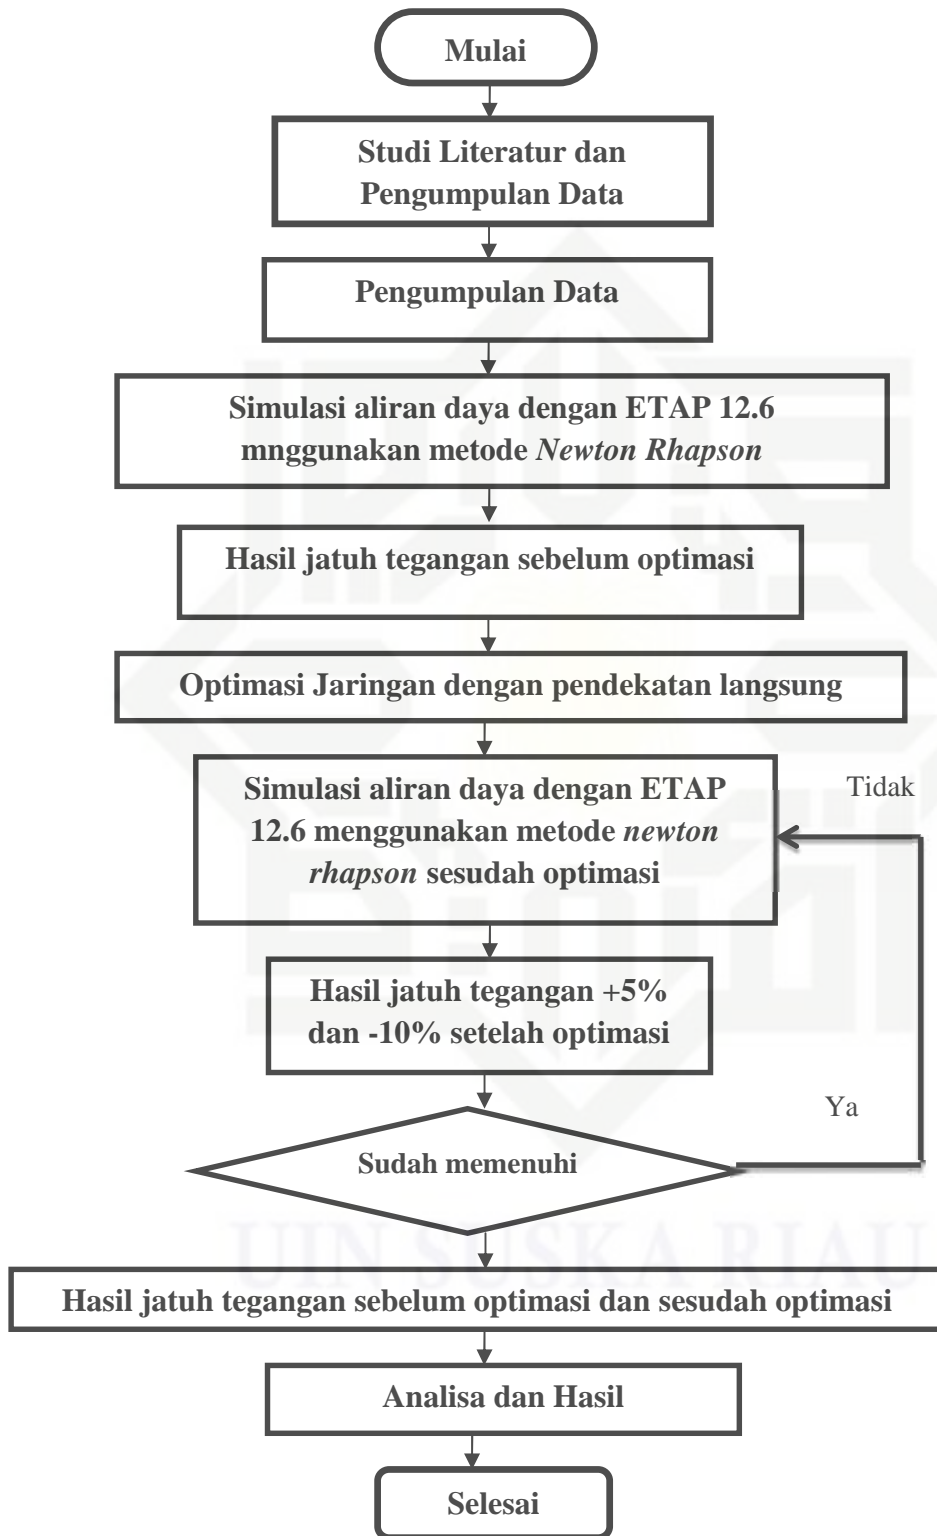 Mulai
Studi Literatur dan
Pengumpulan Data
Pengumpulan Data
Simulasi aliran daya dengan ETAP 12.6
mnggunakan metode Newton Rhapson
Hasil jatuh tegangan sebelum optimasi
Optimasi Jaringan dengan pendekatan langsung
Simulasi aliran daya dengan ETAP
12.6 menggunakan metode newton
rhapson sesudah optimasi
Tidak
Hasil jatuh tegangan +5%
dan -10% setelah optimasi
Ya
Sudah memenuhi
UIN SUSKA RIAU
Hasil jatuh tegangan sebelum optimasi dan sesudah optimasi
Analisa dan Hasil
Selesai